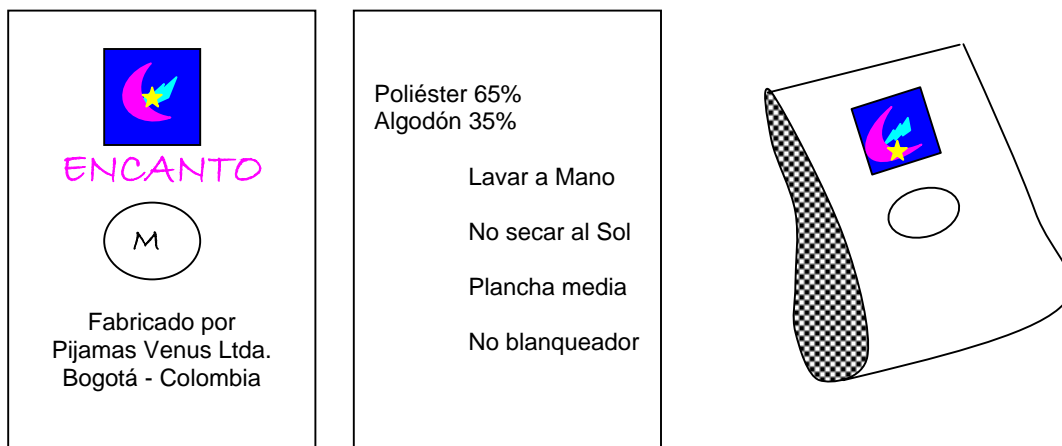 ENCANTO
M
Fabricado por
Pijamas Venus Ltda.
Bogotá - Colombia
Poliéster 65%
Algodón 35%
Lavar a Mano
No secar al Sol
Plancha media
No blanqueador